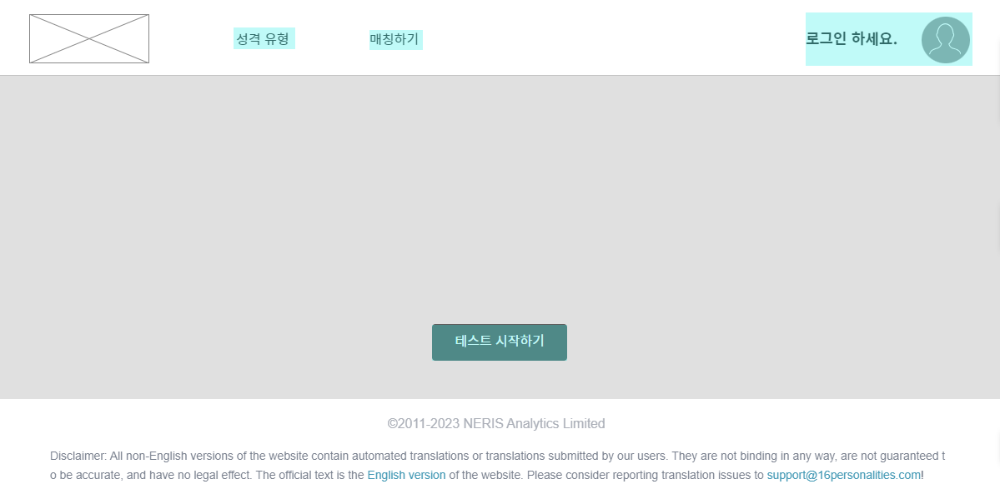 성격 유형
매칭하기
로그인 하세요.
테스트 시작하기
©2011-2023 NERIS Analytics Limited
Disclaimer: All non-English versions of the website contain automated translations or translations submitted by our users. They are not binding in any way, are not guaranteed t
o be accurate, and have no legal effect. The official text is the English version of the website. Please consider reporting translation issues to support@16personalities.com!